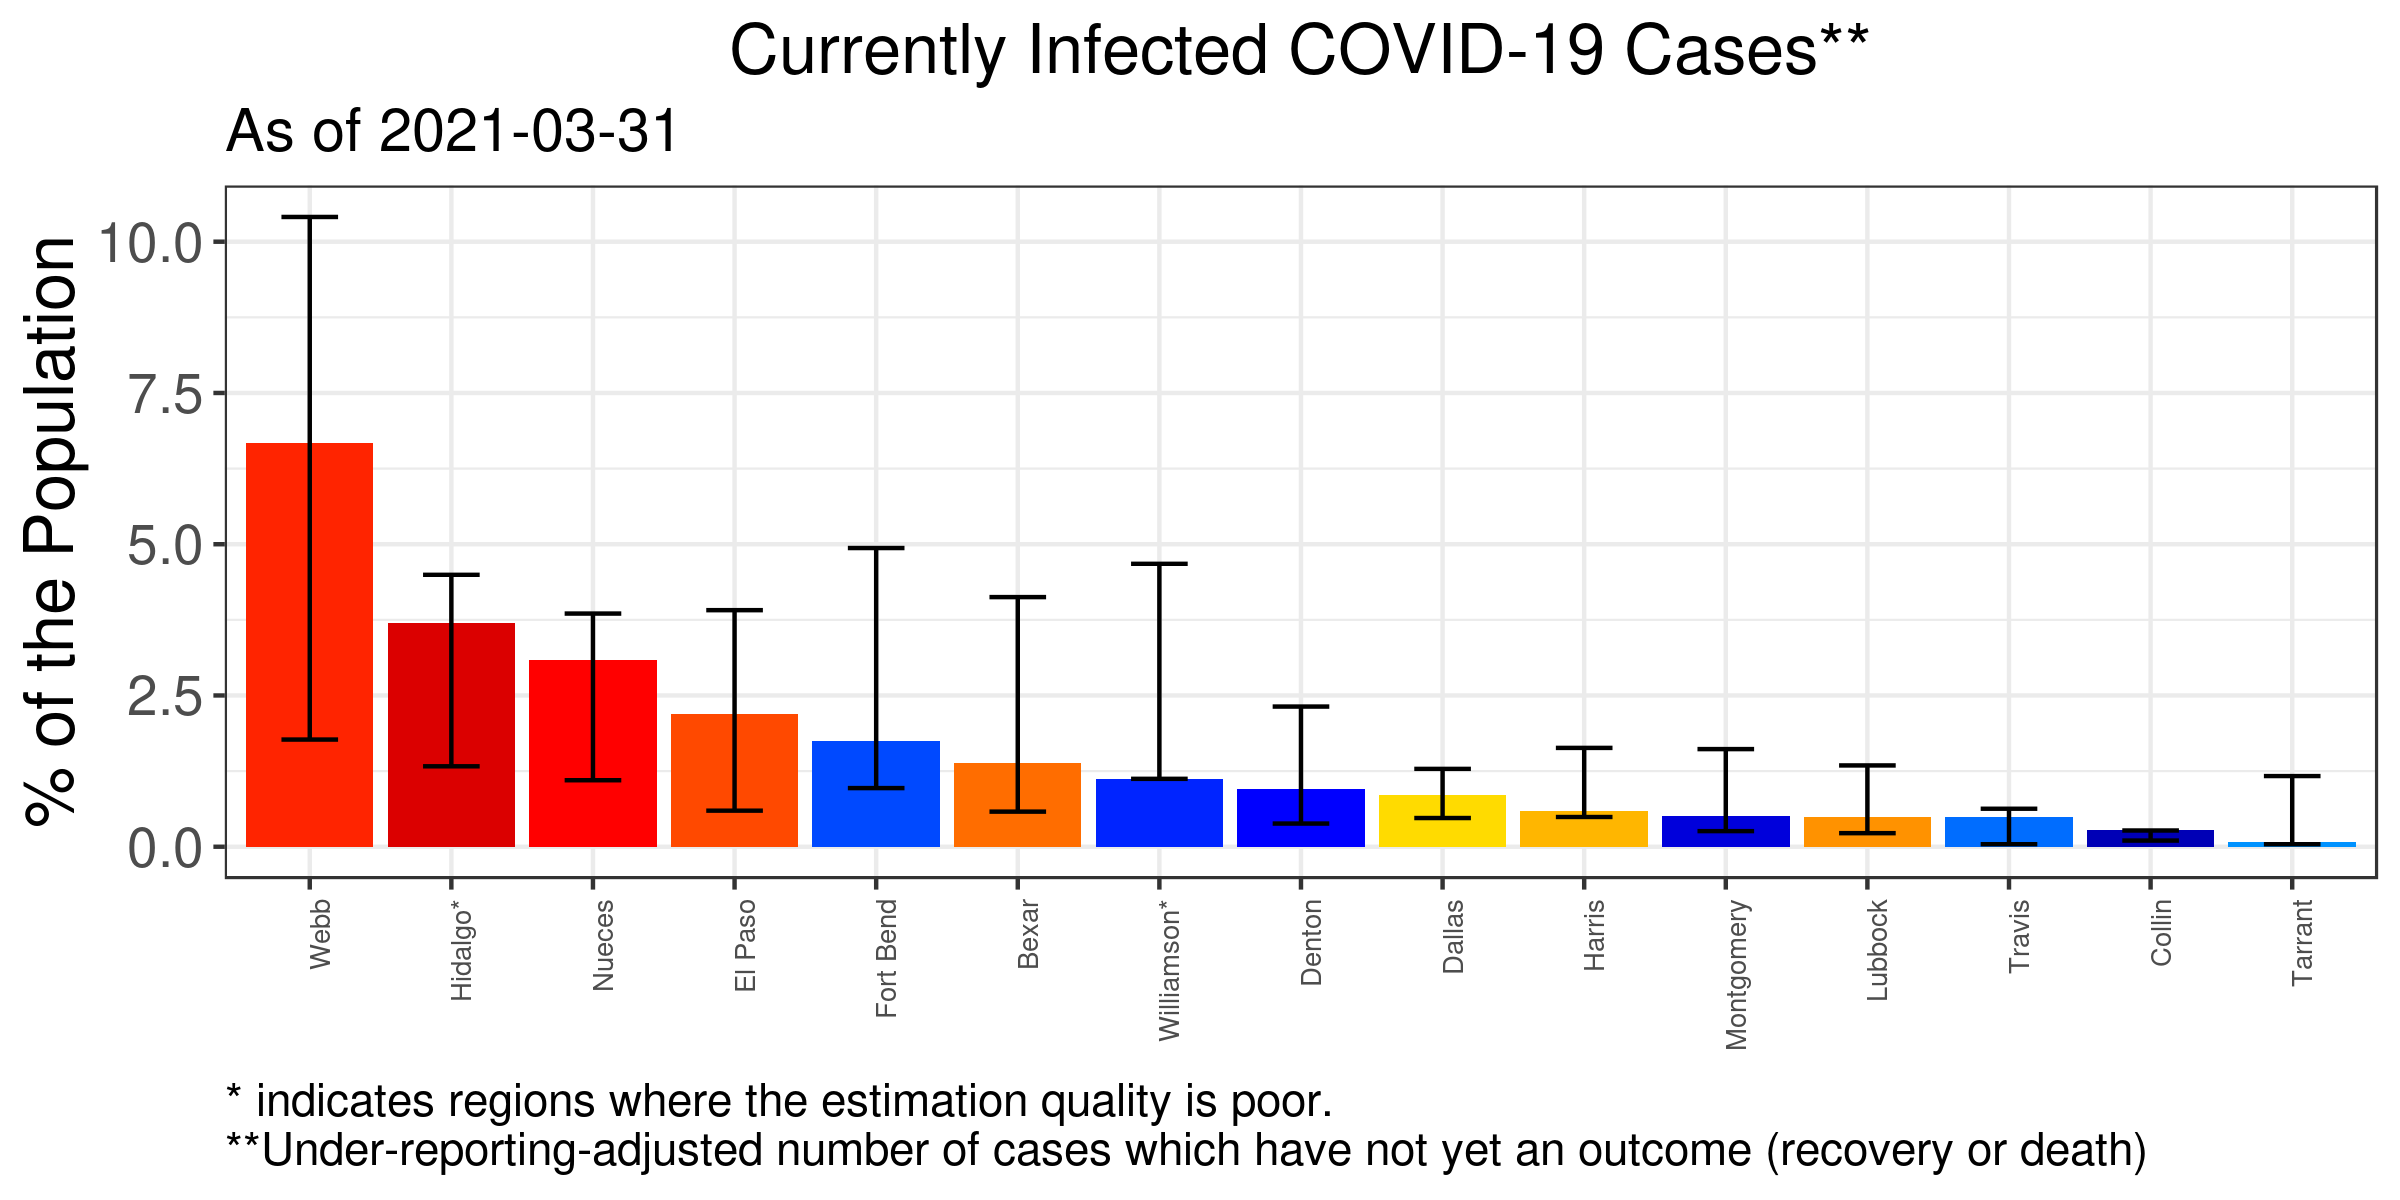 Currently Infected COVID-19 Cases**
As of 2021-03-31
% of the Population
10.0
7.5
5.0
2.5
0.0
Webb
Hidalgo*
Nueces
El Paso
Fort Bend
Bexar
Williamson*
Denton
Dallas
Harris
Montgomery
Lubbock
Travis
Collin
Tarrant
* indicates regions where the estimation quality is poor.
**Under-reporting-adjusted number of cases which have not yet an outcome (recovery or death)